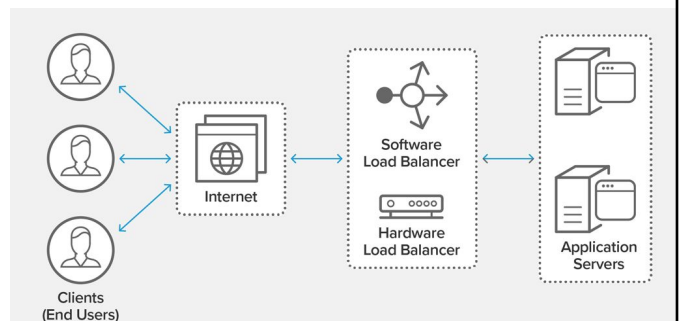 Internet
Software
Load Balancer
Hardware
Load Balancer
Application
Servers
Clients
(End Users)